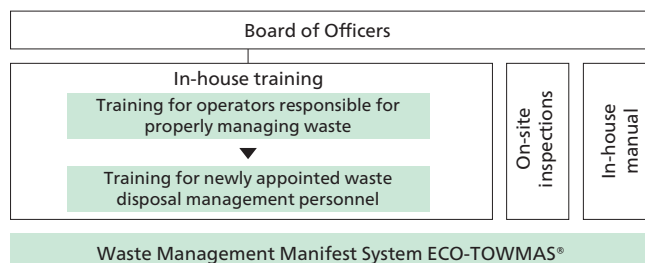 Board of Officers
In-house training
Training for operators responsible for
properly managing waste
Training for newly appointed waste
disposal management personnel
On-site
inspections
In-house
manual
Waste Management Manifest System ECO-TOWMAS®